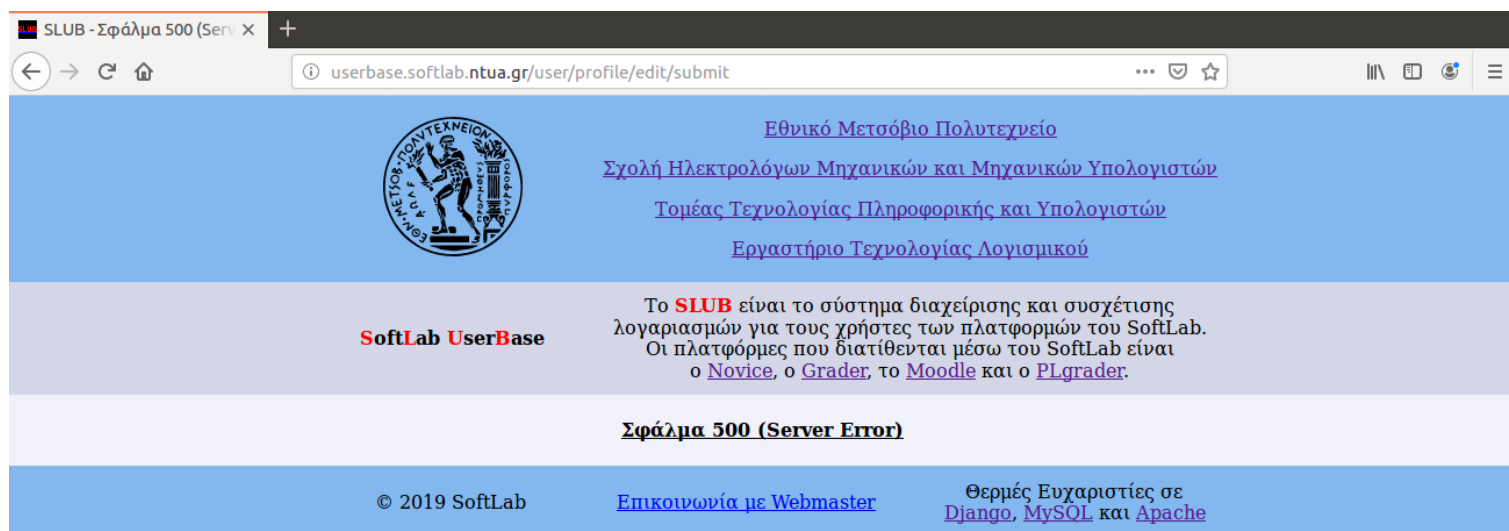 SLUB - Σφάλμα 500 (Serv
userbase.softlab.ntua.gr/user/profile/edit/submit
Εθνικό Μετσόβιο Πολυτεχνείο
Σχολή Ηλεκτρολόγων Μηχανικών και Μηχανικών Υπολογιστών
Τομέας Τεχνολογίας Πληροφορικής και Υπολογιστών
Εργαστήριο Τεχνολογίας Λογισμικού
SoftLab UserBase
Το SLUB είναι το σύστημα διαχείρισης και συσχέτισης
λογαριασμών για τους χρήστες των πλατφορμών του SoftLab.
Οι πλατφόρμες που διατίθενται μέσω του SoftLab είναι
ο Novice, ο Grader, το Moodle και ο PLgrader.
Σφάλμα 500 (Server Error)
© 2019 SoftLab
Επικοινωνία με Webmaster
Θερμές Ευχαριστίες σε
Django, MySQL και Apache